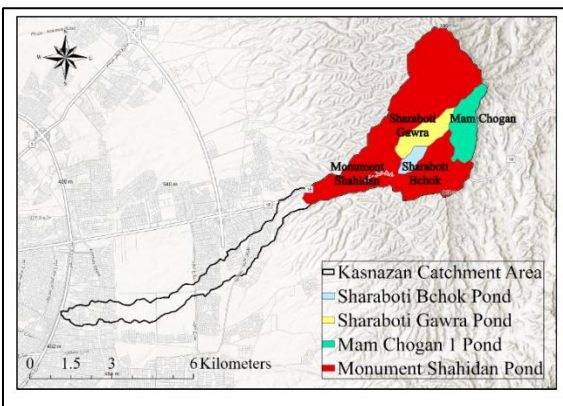 Sharaboti
Gawra
Mam Chogan
Monument
Shahidan
Sharaboti
Bchok
Kasnazan Catchment Area
Sharaboti Bchok Pond
Sharaboti Gawra Pond
Mam Chogan 1 Pond
Monument Shahidan Pond
0 1.5 3 6 Kilometers